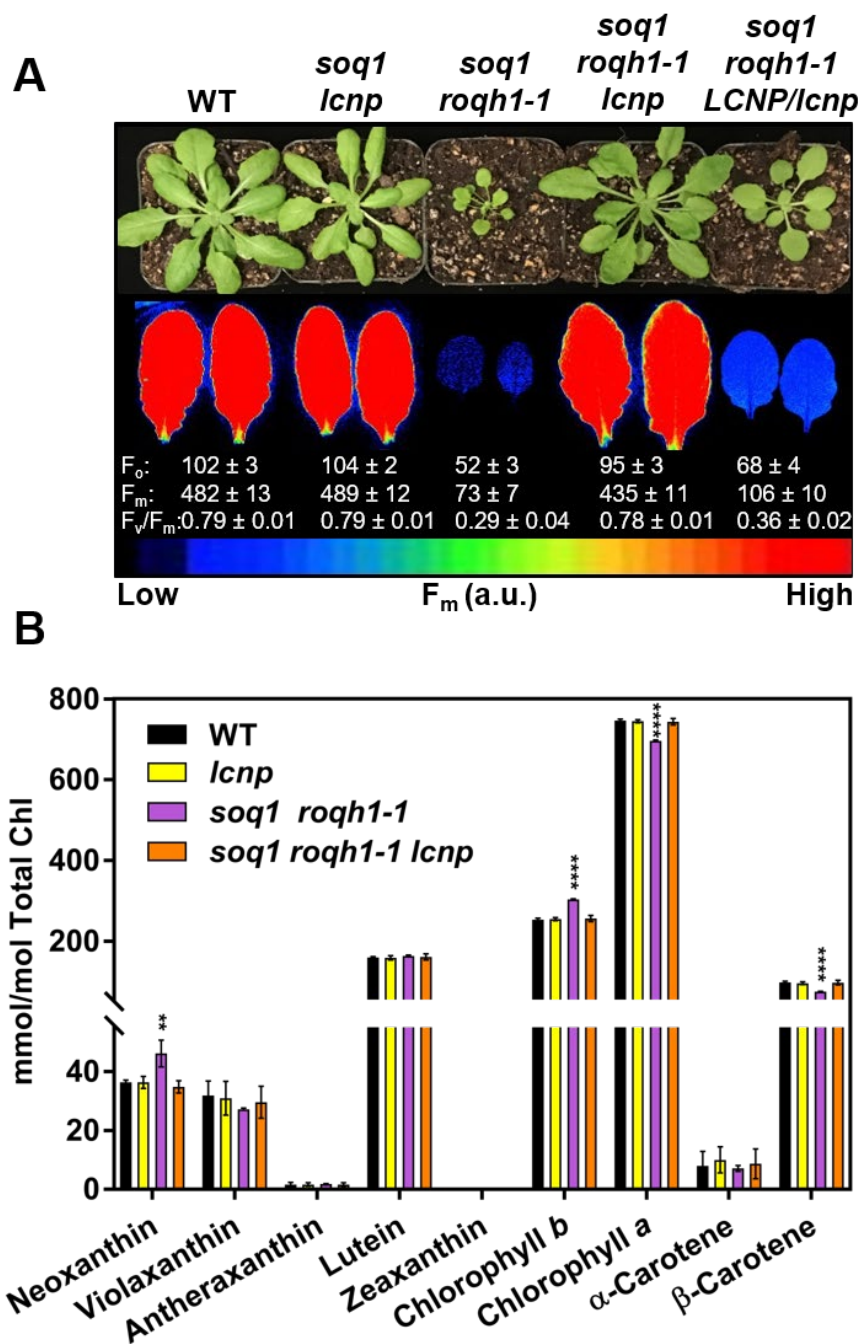 A
WT
soq1
lcnp
soq1
roqh1-1
soq1
roqh1-1
lcnp
soq1
roqh1-1
LCNP/lcnp
Fo: 102 ± 3 104 ± 2 52 ± 3 95 ± 3 68 ± 4
Fm: 482 ± 13 489 ± 12 73 ± 7 435 ± 11 106 ± 10
Fv/Fm: 0.79 ± 0.01 0.79 ± 0.01 0.29 ± 0.04 0.78 ± 0.01 0.36 ± 0.02
Low Fm (a.u.) High
B
mmol/mol Total Chl
800
600
400
200
40
20
0
WT
lcnp
soq1 roqh1-1
soq1 roqh1-1 lcnp
**
****
****
****
Neoxanthin
Violaxanthin
Antheraxanthin
Lutein
Zeaxanthin
Chlorophyll b
Chlorophyll a
α-Carotene
β-Carotene